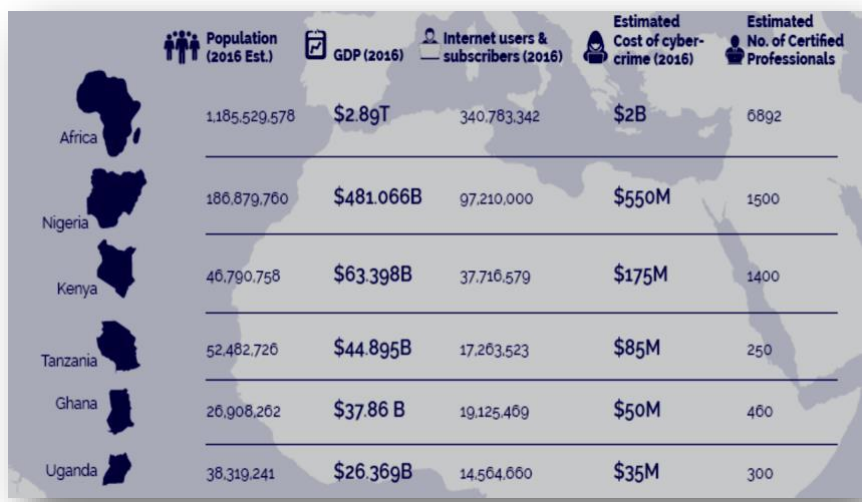 Population (2016 Est.)
GDP (2016)
Internet users & subscribers (2016)
Estimated Cost of cyber-crime (2016)
Estimated No. of Certified Professionals
Africa 1,185,529,578 $2.89T 340,783,342 $2B 6892
Nigeria 186,879,760 $481.066B 97,210,000 $550M 1500
Kenya 46,790,758 $63.398B 37,716,579 $175M 1400
Tanzania 52,482,726 $44.895B 17,263,523 $85M 250
Ghana 26,908,262 $37.86 B 19,125,469 $50M 460
Uganda 38,319,241 $26.369B 14,564,660 $35M 300